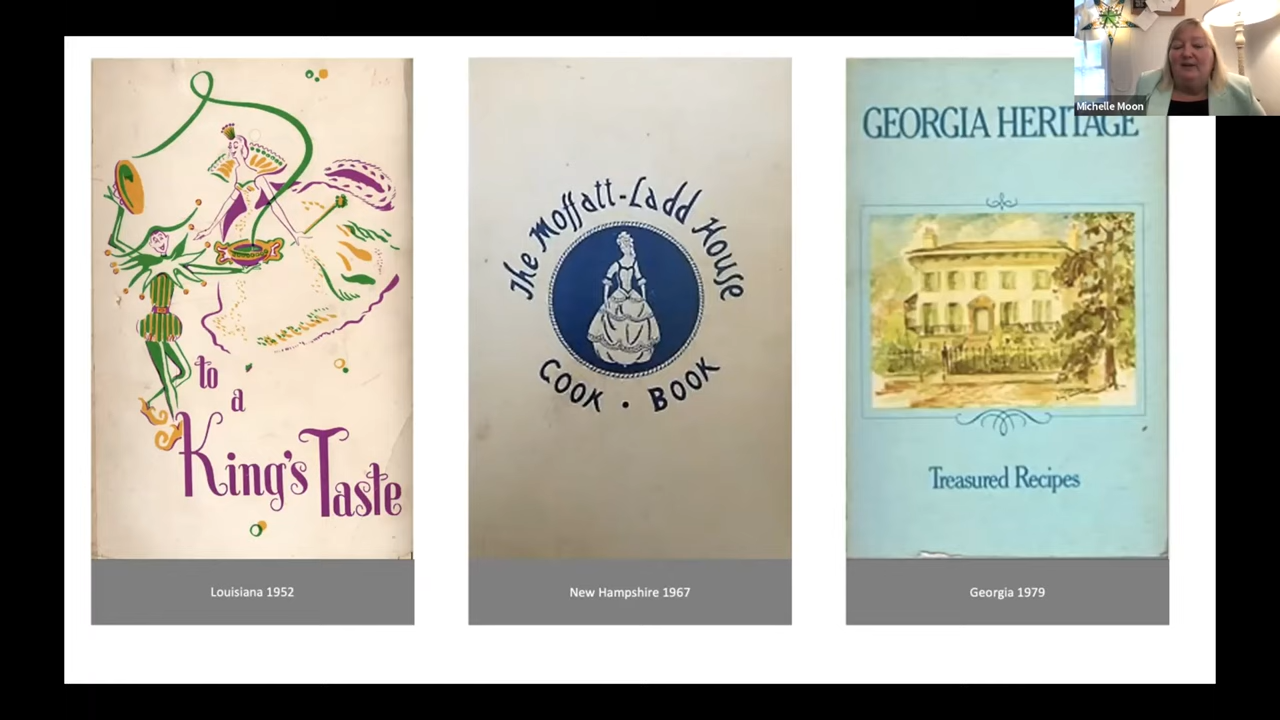 Michelle Moon
to
a
King's Taste
Louisiana 1952
The Moffatt-Ladd House
COOK · BOOK
New Hampshire 1967
GEORGIA HERITAGE
Treasured Recipes
Georgia 1979